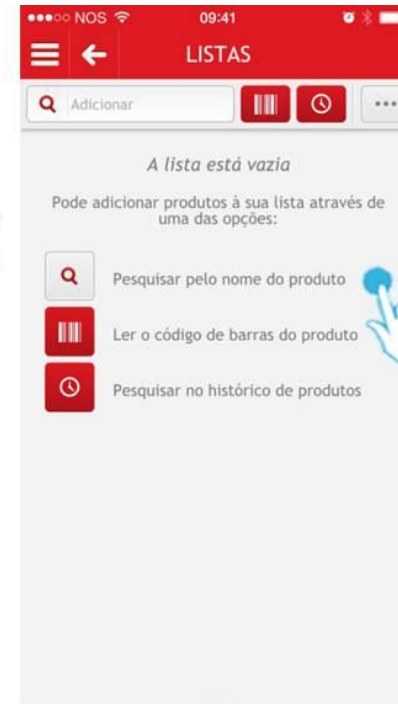 NOS 09:41
LISTAS
Adicionar
A lista está vazia
Pode adicionar produtos à sua lista através de
uma das opções:
Pesquisar pelo nome do produto
Ler o código de barras do produto
Pesquisar no histórico de produtos